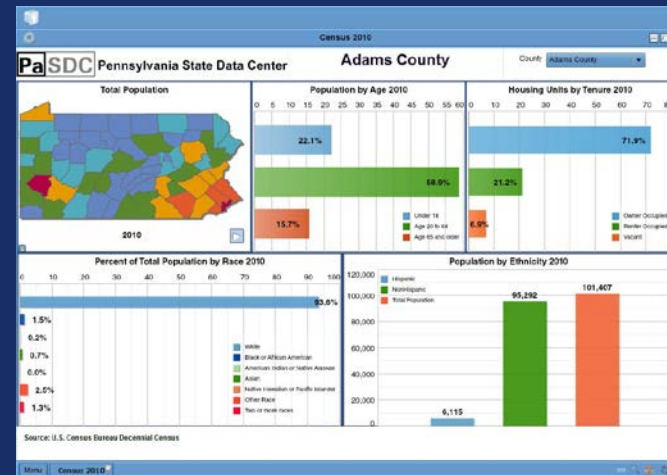 Census 2010
PaSDC Pennsylvania State Data Center
Adams County
County Adams County
Total Population
2010
Population by Age 2010
0 5 10 15 20 25 30 35 40 45 50 55 60
22.1%
58.9%
15.7%
Under 18
Age 65 and older
Housing Units by Tenure 2010
0 10 20 30 40 50 60 70
71.9%
21.2%
6.9%
Owner Occupied
Renter Occupied
Vacant
Percent of Total Population by Race 2010
0 10 20 30 40 50 60 70 80 90 100
93.6%
1.5%
0.2%
0.7%
0.0%
2.5%
1.3%
White
Black or African American
American Indian or Native Alaskan
Asian
Native Hawaiian or Pacific Islander
Other Race
Two or more races
Population by Ethnicity 2010
120,000
100,000
80,000
60,000
40,000
20,000
0
Hispanic
NonHispanic
Total Population
6,115
95,292
101,407
Source: U.S. Census Bureau Decennial Census
Menu Census 2010